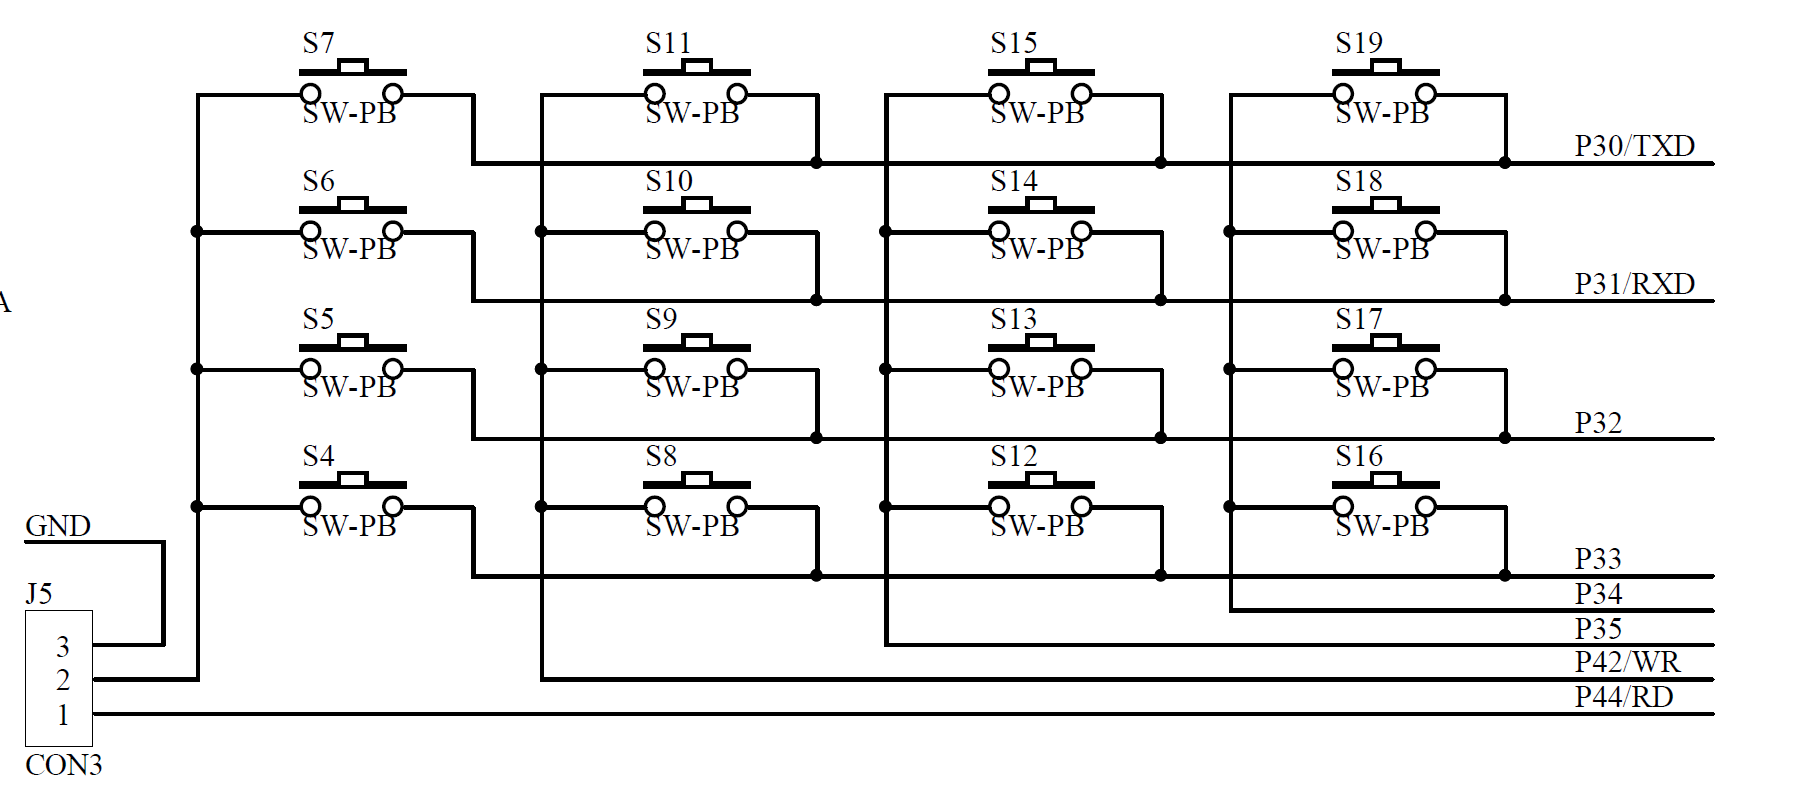 S7 S11 S15 S19
SW-PB SW-PB SW-PB SW-PB
P30/TXD
S6 S10 S14 S18
SW-PB SW-PB SW-PB SW-PB
P31/RXD
A
S5 S9 S13 S17
SW-PB SW-PB SW-PB SW-PB
P32
S4 S8 S12 S16
SW-PB SW-PB SW-PB SW-PB
GND
P33
J5
P34
P35
3
P42/WR
2
P44/RD
1
CON3